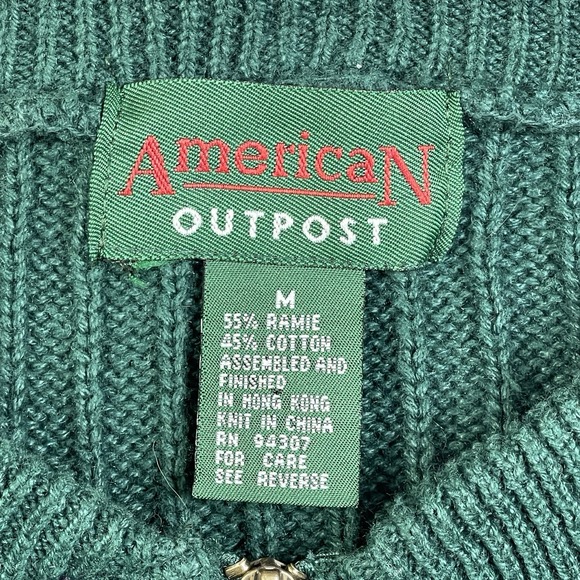 AmericaN
OUTPOST
M
55% RAMIE
45% COTTON
ASSEMBLED AND
FINISHED
IN HONG KONG
KNIT IN CHINA
RN 94307
FOR CARE
SEE REVERSE